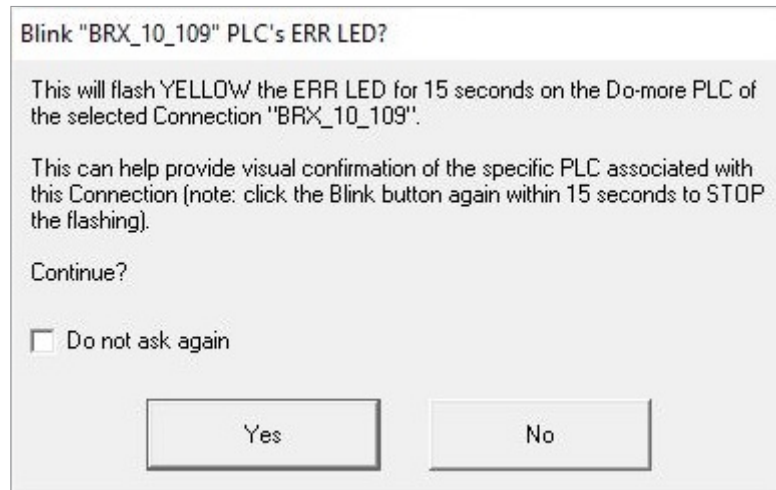 Blink "BRX_10_109" PLC's ERR LED?
This will flash YELLOW the ERR LED for 15 seconds on the Do-more PLC of
the selected Connection "BRX_10_109".
This can help provide visual confirmation of the specific PLC associated with
this Connection (note: click the Blink button again within 15 seconds to STOP
the flashing).
Continue?
Do not ask again
Yes No